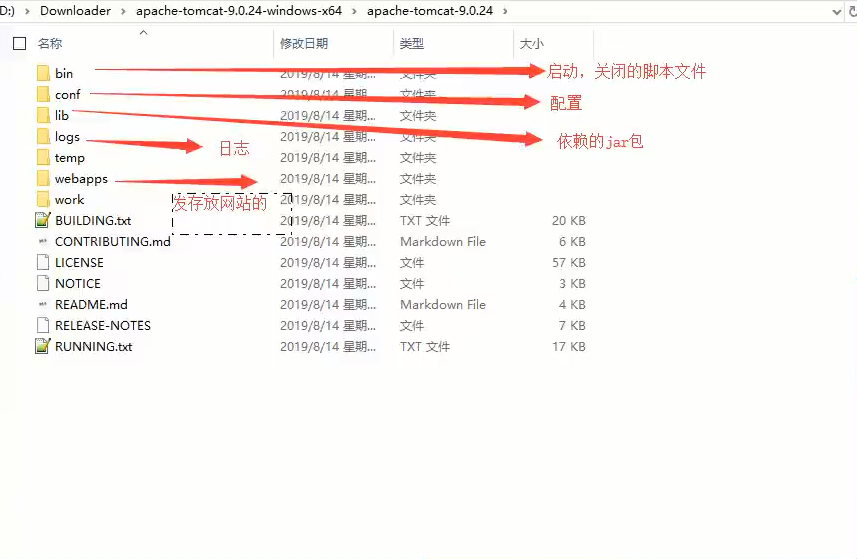 D:) › Downloader › apache-tomcat-9.0.24-windows-x64 › apache-tomcat-9.0.24 ›
名称 修改日期 类型 大小
bin 2019/8/14 星期... 文件夹 启动，关闭的脚本文件
conf 2019/8/14 星期... 文件夹 配置
lib 2019/8/14 星期... 文件夹
logs 2019/8/14 星期... 文件夹 依赖的jar包
日志
temp 2019/8/14 星期... 文件夹
webapps 2019/8/14 星期... 文件夹
work 2019/8/14 星期... 文件夹
发存放网站的
BUILDING.txt 2019/8/14 星期... TXT 文件 20 KB
CONTRIBUTING.md 2019/8/14 星期... Markdown File 6 KB
LICENSE 2019/8/14 星期... 文件 57 KB
NOTICE 2019/8/14 星期... 文件 3 KB
README.md 2019/8/14 星期... Markdown File 4 KB
RELEASE-NOTES 2019/8/14 星期... 文件 7 KB
RUNNING.txt 2019/8/14 星期... TXT 文件 17 KB